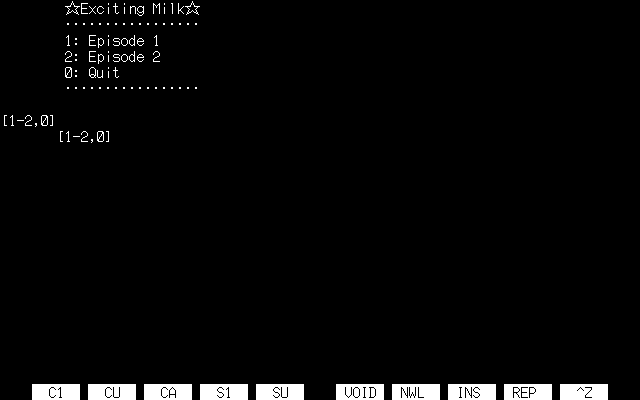 ☆Exciting Milk☆
·················
1: Episode 1
2: Episode 2
0: Quit
·················
[1-2,0]
[1-2,0]
C1 CU CA S1 SU VOID NWL INS REP ^Z